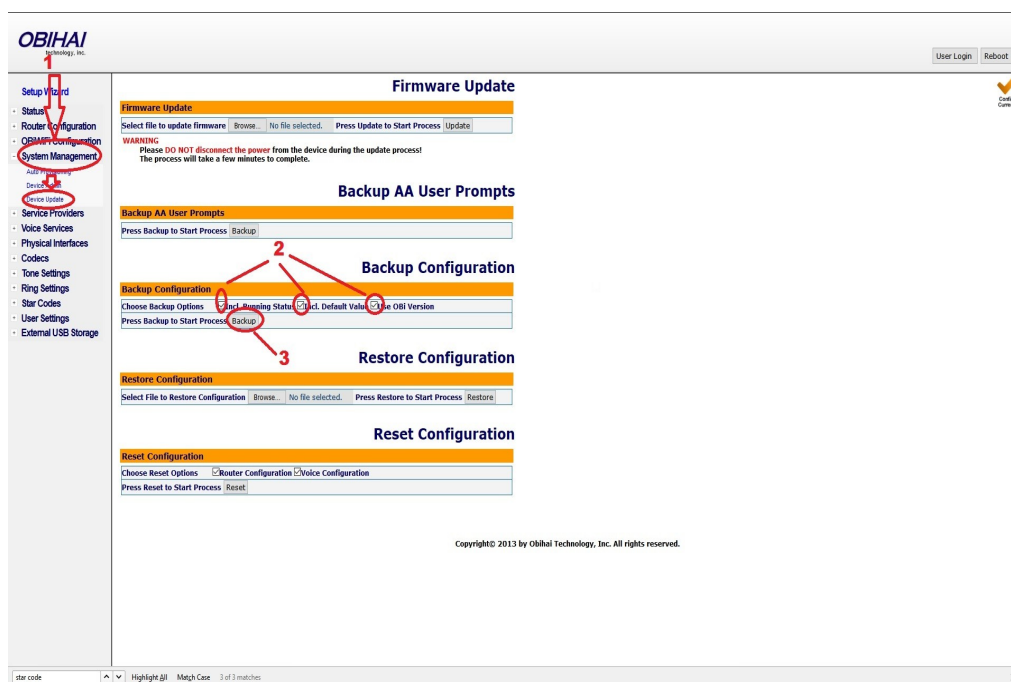 OBIHAI
technology, inc.
1
User Login Reboot
Setup Wizard
Status
Router Configuration
OBiWiFi Configuration
System Management
Auto Provisioning
Device Admin
Device Update
Service Providers
Voice Services
Physical Interfaces
Codecs
Tone Settings
Ring Settings
Star Codes
User Settings
External USB Storage
Firmware Update
Firmware Update
Select file to update firmware Browse... No file selected. Press Update to Start Process Update
WARNING
Please DO NOT disconnect the power from the device during the update process!
The process will take a few minutes to complete.
Backup AA User Prompts
Backup AA User Prompts
Press Backup to Start Process Backup
2
Backup Configuration
Backup Configuration
Choose Backup Options Incl. Running Status Incl. Default Value Use OBi Version
Press Backup to Start Process Backup
3
Restore Configuration
Restore Configuration
Select File to Restore Configuration Browse... No file selected. Press Restore to Start Process Restore
Reset Configuration
Reset Configuration
Choose Reset Options Router Configuration Voice Configuration
Press Reset to Start Process Reset
Copyright© 2013 by Obihai Technology, Inc. All rights reserved.
star code Highlight All Match Case 3 of 3 matches